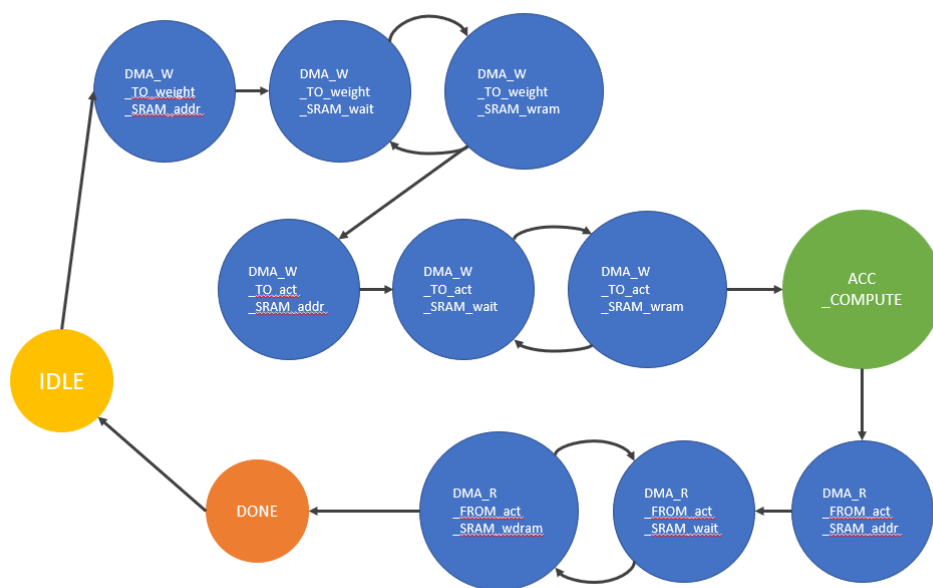 DMA_W
_TO_weight
_SRAM_addr
DMA_W
_TO_weight
_SRAM_wait
DMA_W
_TO_weight
_SRAM_wram
DMA_W
_TO_act
_SRAM_addr
DMA_W
_TO_act
_SRAM_wait
DMA_W
_TO_act
_SRAM_wram
ACC
_COMPUTE
IDLE
DONE
DMA_R
_FROM_act
_SRAM_wdram
DMA_R
_FROM_act
_SRAM_wait
DMA_R
_FROM_act
_SRAM_addr